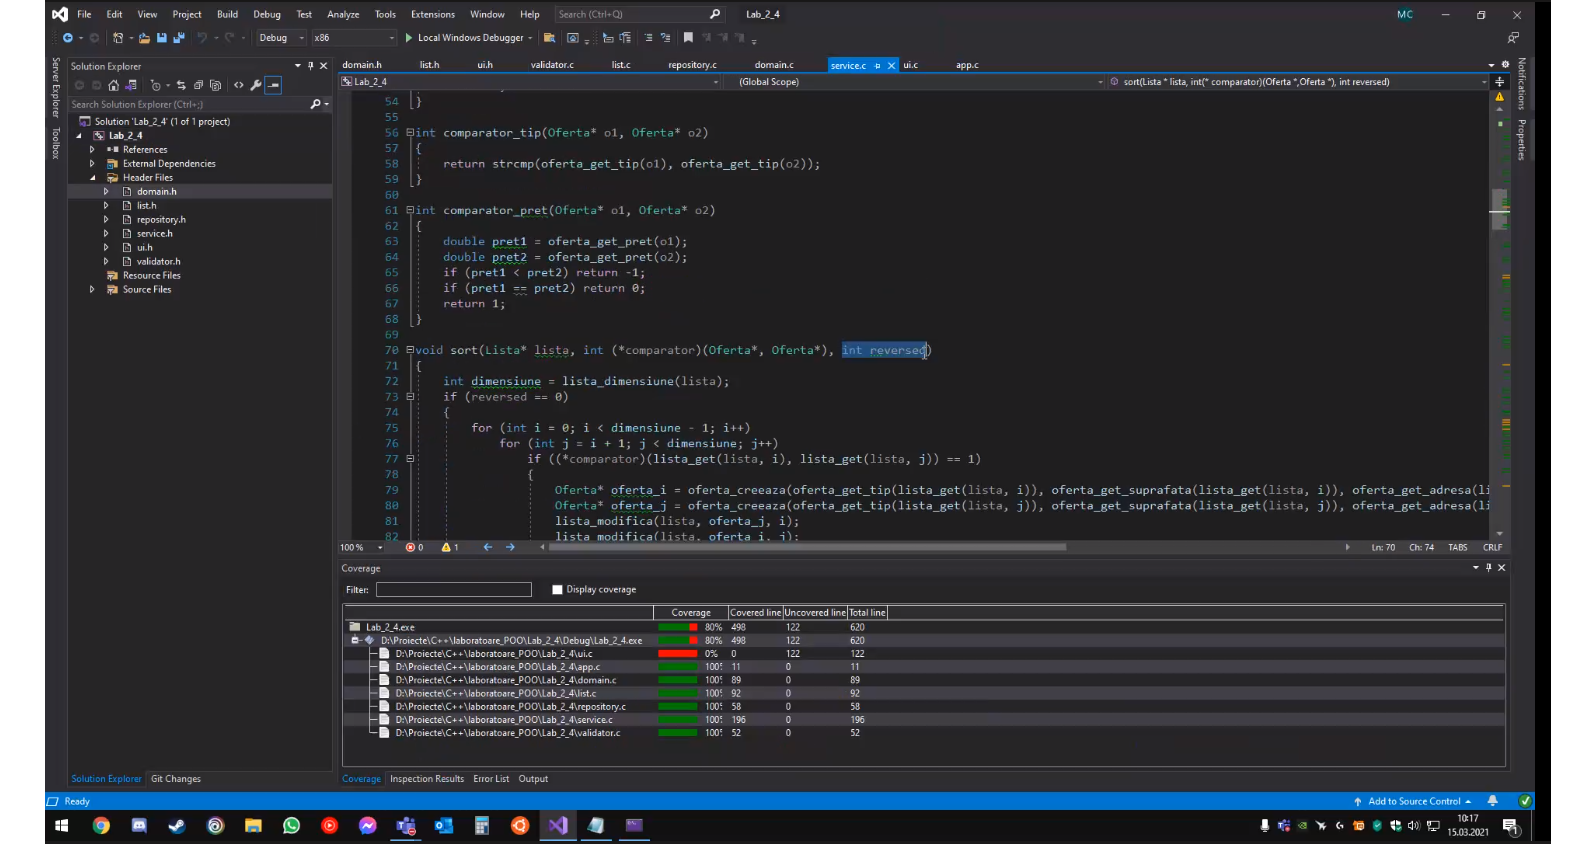 File Edit View Project Build Debug Test Analyze Tools Extensions Window Help Search (Ctrl+Q) Lab_2_4 MC
Debug x86 Local Windows Debugger
Server Explorer
Toolbox
Solution Explorer
Search Solution Explorer (Ctrl+;)
Solution 'Lab_2_4' (1 of 1 project)
Lab_2_4
References
External Dependencies
Header Files
domain.h
list.h
repository.h
service.h
ui.h
validator.h
Resource Files
Source Files
Solution Explorer Git Changes
domain.h list.h ui.h validator.c list.c repository.c domain.c service.c ui.c app.c
Lab_2_4 (Global Scope) sort(Lista * lista, int(* comparator)(Oferta *,Oferta *), int reversed)
54 }
55
56 int comparator_tip(Oferta* o1, Oferta* o2)
57 {
58 return strcmp(oferta_get_tip(o1), oferta_get_tip(o2));
59 }
60
61 int comparator_pret(Oferta* o1, Oferta* o2)
62 {
63 double pret1 = oferta_get_pret(o1);
64 double pret2 = oferta_get_pret(o2);
65 if (pret1 < pret2) return -1;
66 if (pret1 == pret2) return 0;
67 return 1;
68 }
69
70 void sort(Lista* lista, int (*comparator)(Oferta*, Oferta*), int reversed)
71 {
72 int dimensiune = lista_dimensiune(lista);
73 if (reversed == 0)
74 {
75 for (int i = 0; i < dimensiune - 1; i++)
76 for (int j = i + 1; j < dimensiune; j++)
77 if ((*comparator)(lista_get(lista, i), lista_get(lista, j)) == 1)
78 {
79 Oferta* oferta_i = oferta_creeaza(oferta_get_tip(lista_get(lista, i)), oferta_get_suprafata(lista_get(lista, i)), oferta_get_adresa(li
80 Oferta* oferta_j = oferta_creeaza(oferta_get_tip(lista_get(lista, j)), oferta_get_suprafata(lista_get(lista, j)), oferta_get_adresa(li
81 lista_modifica(lista, oferta_j, i);
82 lista_modifica(lista, oferta_i, j);
100 % 0 1 Ln: 70 Ch: 74 TABS CRLF
Notifications
Properties
Coverage
Filter: Display coverage
Coverage Covered line Uncovered line Total line
Lab_2_4.exe 80% 498 122 620
D:\Proiecte\C++\laboratoare_POO\Lab_2_4\Debug\Lab_2_4.exe 80% 498 122 620
D:\Proiecte\C++\laboratoare_POO\Lab_2_4\ui.c 0% 0 122 122
D:\Proiecte\C++\laboratoare_POO\Lab_2_4\app.c 100% 11 0 11
D:\Proiecte\C++\laboratoare_POO\Lab_2_4\domain.c 100% 89 0 89
D:\Proiecte\C++\laboratoare_POO\Lab_2_4\list.c 100% 92 0 92
D:\Proiecte\C++\laboratoare_POO\Lab_2_4\repository.c 100% 58 0 58
D:\Proiecte\C++\laboratoare_POO\Lab_2_4\service.c 100% 196 0 196
D:\Proiecte\C++\laboratoare_POO\Lab_2_4\validator.c 100% 52 0 52
Coverage Inspection Results Error List Output
Ready Add to Source Control
10:17
15.03.2021